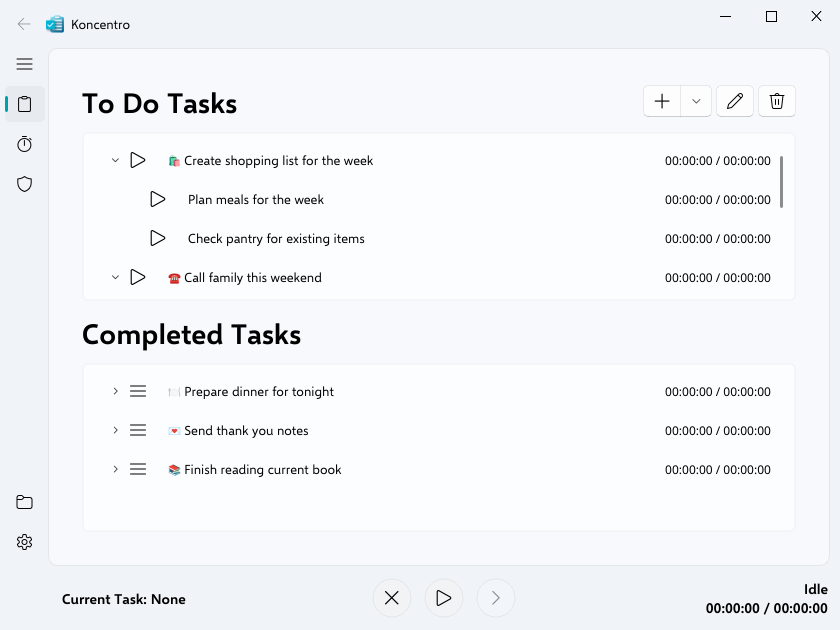 Koncentro
To Do Tasks
🛍️ Create shopping list for the week 00:00:00 / 00:00:00
Plan meals for the week 00:00:00 / 00:00:00
Check pantry for existing items 00:00:00 / 00:00:00
☎️ Call family this weekend 00:00:00 / 00:00:00
Completed Tasks
🍽️ Prepare dinner for tonight 00:00:00 / 00:00:00
💌 Send thank you notes 00:00:00 / 00:00:00
📚 Finish reading current book 00:00:00 / 00:00:00
Current Task: None
Idle
00:00:00 / 00:00:00